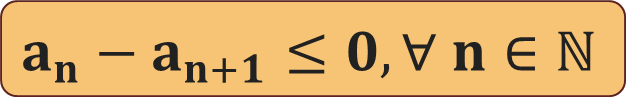 aₙ − aₙ₊₁ ≤ 0, ∀ n ∈ ℕ